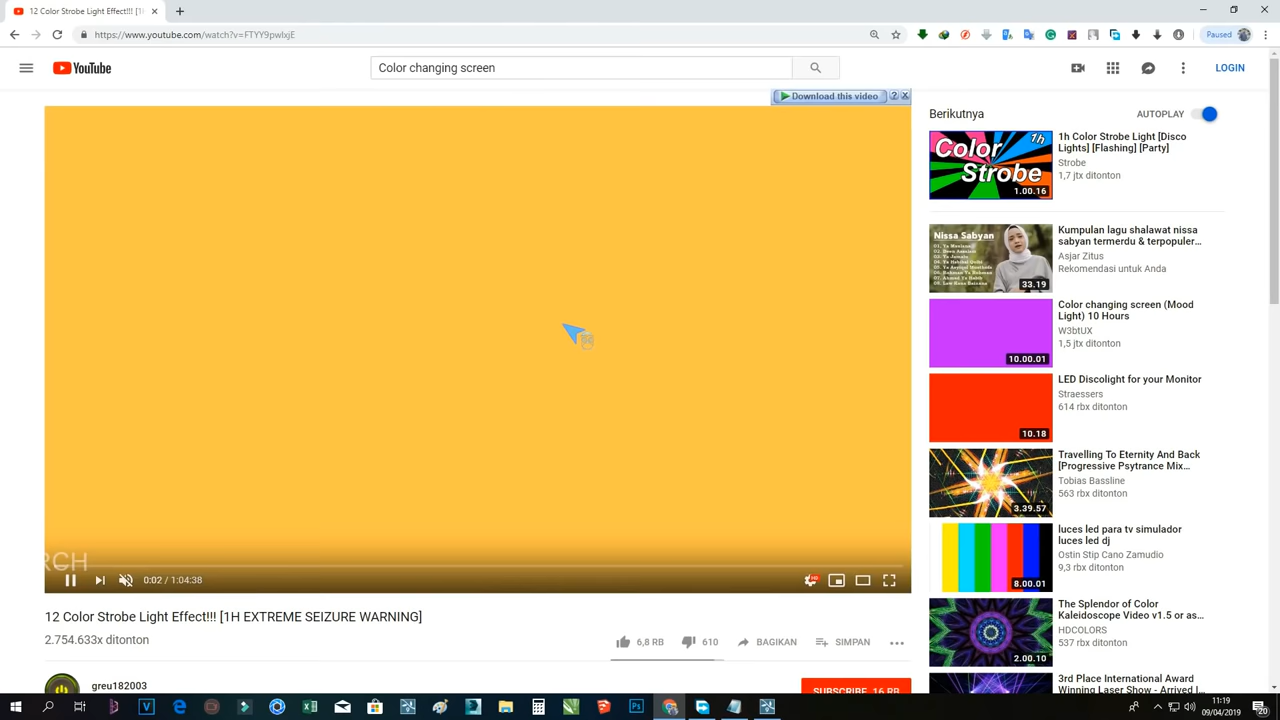 12 Color Strobe Light Effect!!! [1H
https://www.youtube.com/watch?v=FTYY9pwlxjE
Paused
YouTube
Color changing screen
LOGIN
Download this video
?
X
RCH
0:02 / 1:04:38
HD
12 Color Strobe Light Effect!!! [1H EXTREME SEIZURE WARNING]
2.754.633x ditonton
6,8 RB
610
BAGIKAN
SIMPAN
greu182003
SUBSCRIBE 16 RB
Berikutnya
AUTOPLAY
Color
Strobe
1h
1.00.16
1h Color Strobe Light [Disco
Lights] [Flashing] [Party]
Strobe
1,7 jtx ditonton
Nissa Sabyan
33.19
Kumpulan lagu shalawat nissa
sabyan termerdu & terpopuler…
Asjar Zitus
Rekomendasi untuk Anda
10.00.01
Color changing screen (Mood
Light) 10 Hours
W3btUX
1,5 jtx ditonton
10.18
LED Discolight for your Monitor
Straessers
614 rbx ditonton
3.39.57
Travelling To Eternity And Back
[Progressive Psytrance Mix…
Tobias Bassline
563 rbx ditonton
8.00.01
luces led para tv simulador
luces led dj
Ostin Stip Cano Zamudio
9,3 rbx ditonton
2.00.10
The Splendor of Color
Kaleidoscope Video v1.5 or as…
HDCOLORS
537 rbx ditonton
3rd Place International Award
Winning Laser Show - Arrived I…
11:19
09/04/2019
20